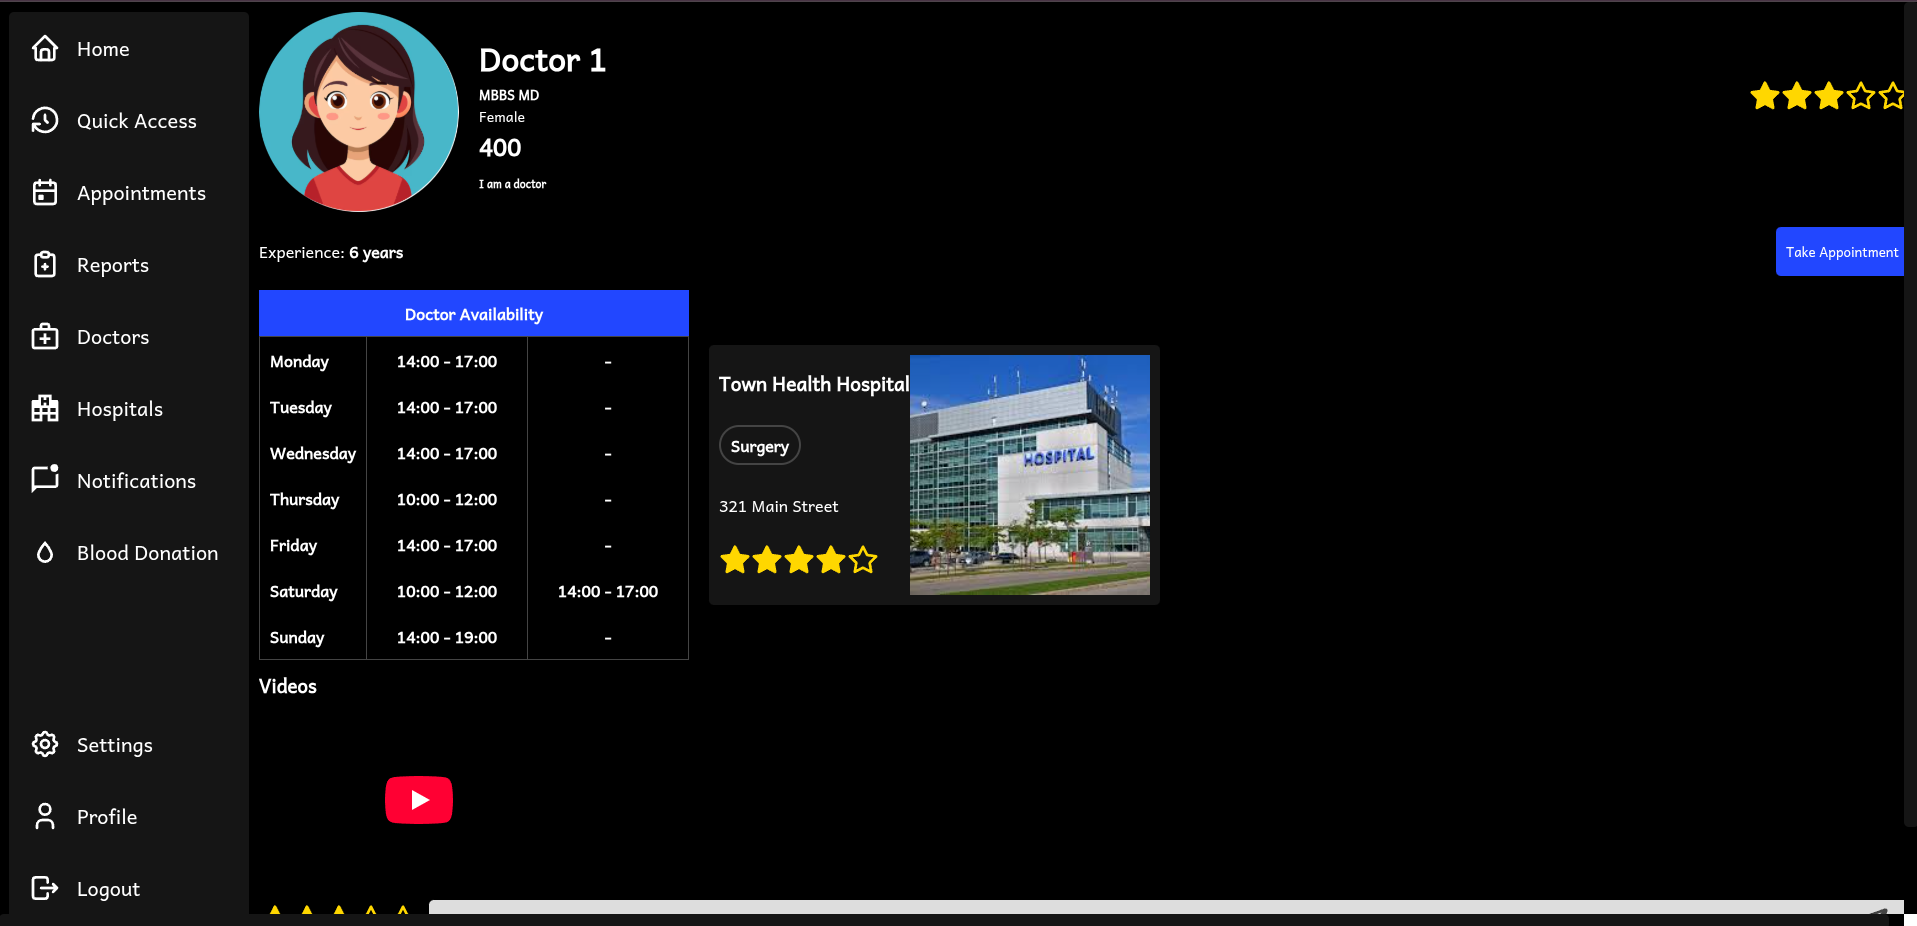 Home
Quick Access
Appointments
Reports
Doctors
Hospitals
Notifications
Blood Donation
Settings
Profile
Logout
Doctor 1
MBBS MD
Female
400
I am a doctor
Experience: 6 years
Take Appointment
Doctor Availability
Monday 14:00 - 17:00 -
Tuesday 14:00 - 17:00 -
Wednesday 14:00 - 17:00 -
Thursday 10:00 - 12:00 -
Friday 14:00 - 17:00 -
Saturday 10:00 - 12:00 14:00 - 17:00
Sunday 14:00 - 19:00 -
Town Health Hospital
Surgery
321 Main Street
HOSPITAL
Videos